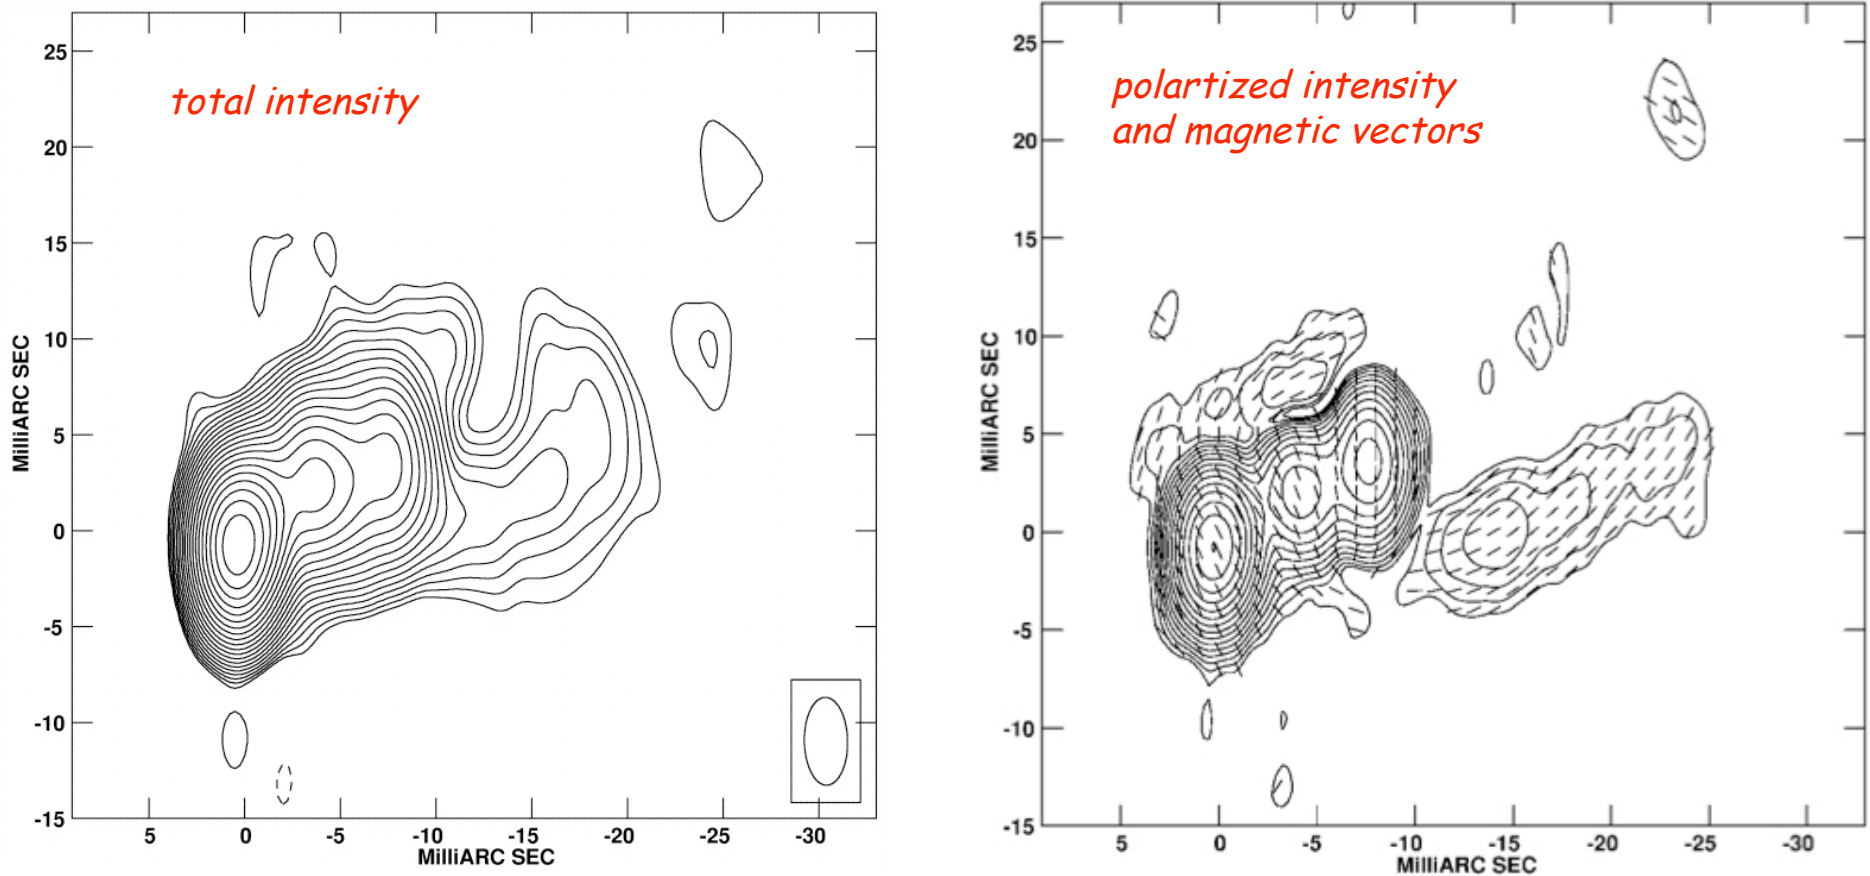 total intensity
25
20
15
10
5
0
-5
-10
-15
MilliARC SEC
5 0 -5 -10 -15 -20 -25 -30
MilliARC SEC
polartized intensity
and magnetic vectors
25
20
15
10
5
0
-5
-10
-15
MilliARC SEC
5 0 -5 -10 -15 -20 -25 -30
MilliARC SEC